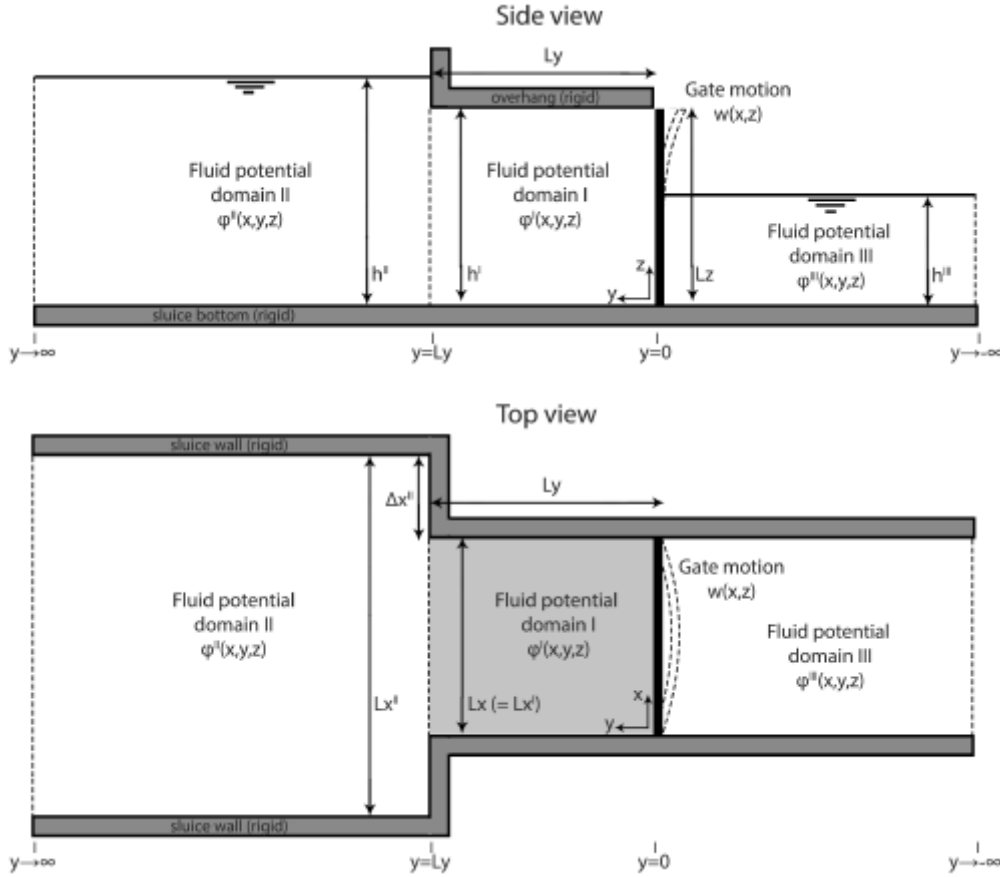 Side view
Ly
overhang (rigid)
Gate motion
w(x,z)
Fluid potential
domain II
φᴵᴵ(x,y,z)
Fluid potential
domain I
φᴵ(x,y,z)
Fluid potential
domain III
φᴵᴵᴵ(x,y,z)
hᴵᴵ
hᴵ
z
y
Lz
hᴵᴵᴵ
sluice bottom (rigid)
y→∞
y=Ly
y=0
y→-∞
Top view
sluice wall (rigid)
Δxᴵᴵ
Ly
Gate motion
w(x,z)
Fluid potential
domain II
φᴵᴵ(x,y,z)
Fluid potential
domain I
φᴵ(x,y,z)
Fluid potential
domain III
φᴵᴵᴵ(x,y,z)
Lxᴵᴵ
Lx (= Lxᴵ)
x
y
sluice wall (rigid)
y→∞
y=Ly
y=0
y→-∞